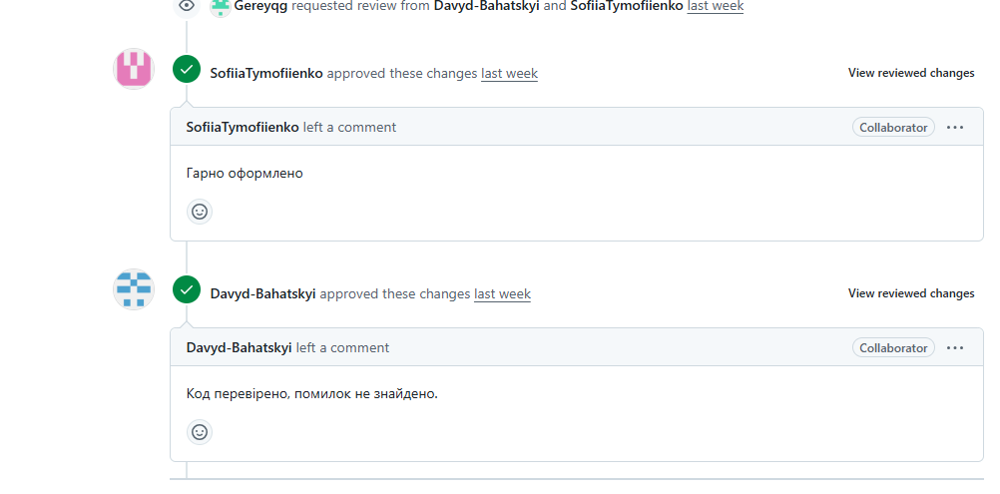 Gereyqg requested review from Davyd-Bahatskyi and SofiiaTymofiienko last week
SofiiaTymofiienko approved these changes last week
View reviewed changes
SofiiaTymofiienko left a comment
Collaborator
Гарно оформлено
Davyd-Bahatskyi approved these changes last week
View reviewed changes
Davyd-Bahatskyi left a comment
Collaborator
Код перевірено, помилок не знайдено.